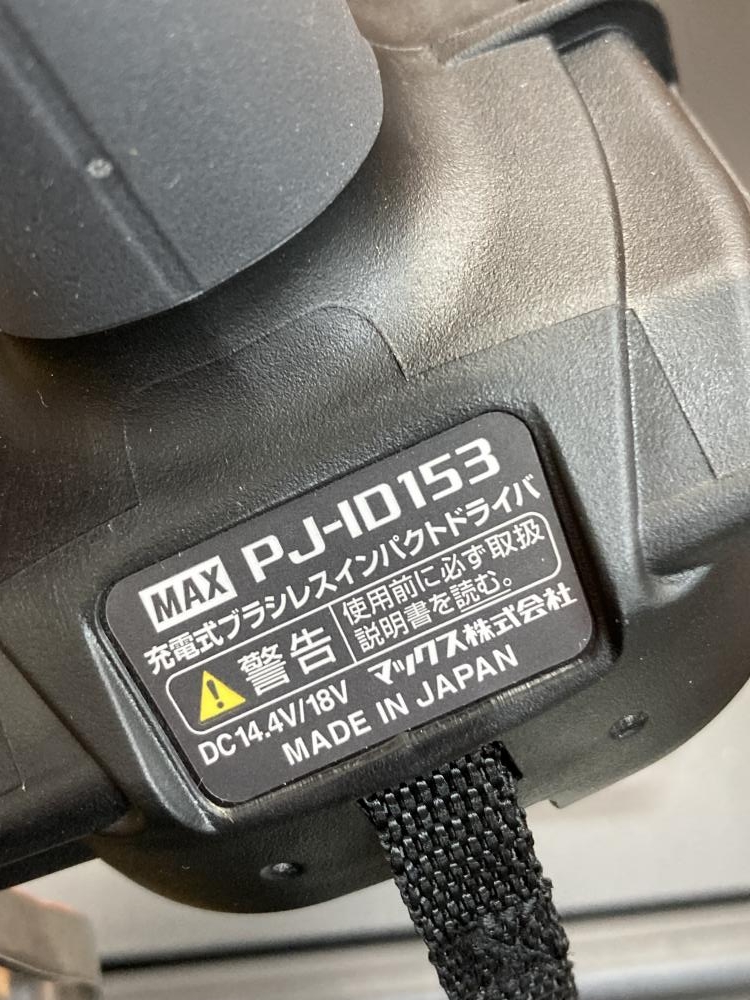 MAX PJ-ID153
充電式ブラシレスインパクトドライバ
警告
使用前に必ず取扱
説明書を読む。
DC14.4V/18V マックス株式会社
MADE IN JAPAN